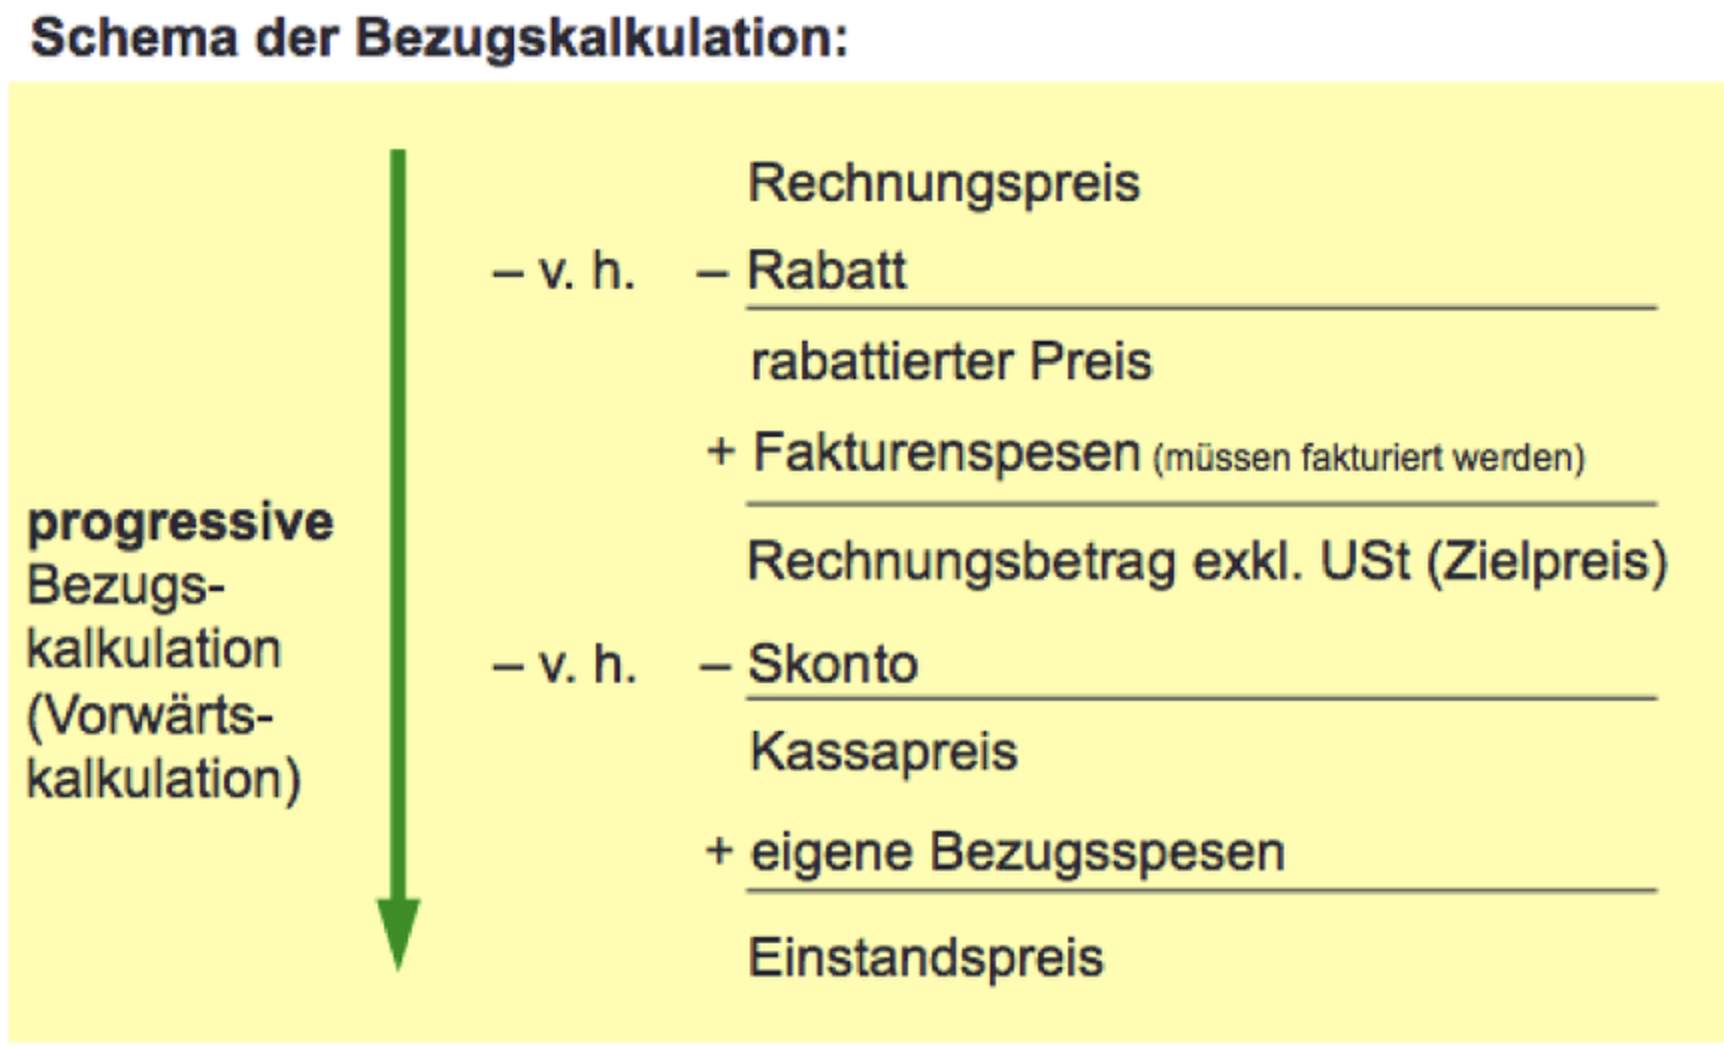 Schema der Bezugskalkulation:
Rechnungspreis
– v. h. – Rabatt
rabattierter Preis
+ Fakturenspesen (müssen fakturiert werden)
Rechnungsbetrag exkl. USt (Zielpreis)
– v. h. – Skonto
Kassapreis
+ eigene Bezugsspesen
Einstandspreis
progressive
Bezugs-
kalkulation
(Vorwärts-
kalkulation)